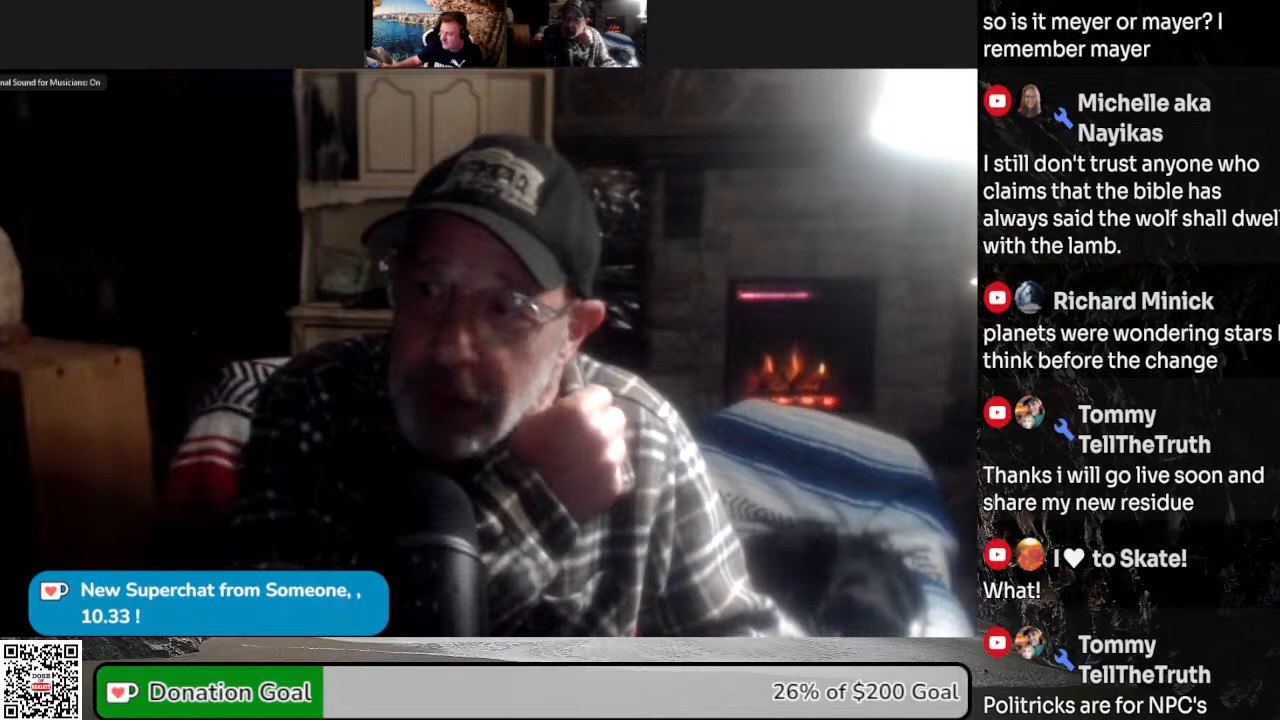 nal Sound for Musicians: On
so is it meyer or mayer? I
remember mayer
Michelle aka
Nayikas
I still don't trust anyone who
claims that the bible has
always said the wolf shall dwel
with the lamb.
Richard Minick
planets were wondering stars
think before the change
Tommy
TellTheTruth
Thanks i will go live soon and
share my new residue
I♥ to Skate!
What!
Tommy
TellTheTruth
Politricks are for NPC's
New Superchat from Someone, ,
10.33 !
DOSE
OF
Donation Goal
26% of $200 Goal